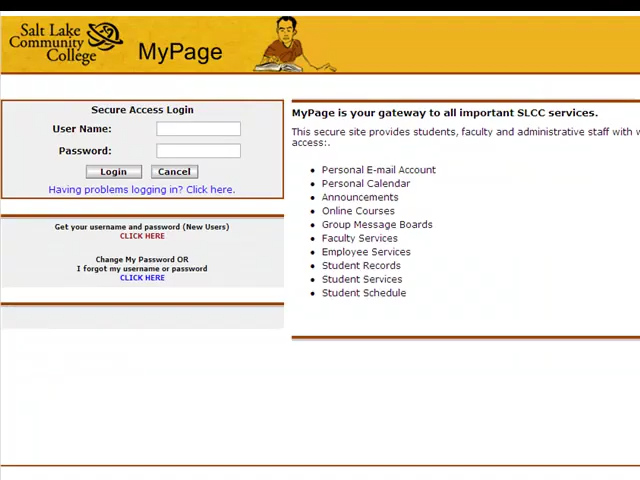 Salt Lake
Community
College
MyPage
Secure Access Login
User Name:
Password:
Login Cancel
Having problems logging in? Click here.
Get your username and password (New Users)
CLICK HERE
Change My Password OR
I forgot my username or password
CLICK HERE
MyPage is your gateway to all important SLCC services.
This secure site provides students, faculty and administrative staff with
access:.
Personal E-mail Account
Personal Calendar
Announcements
Online Courses
Group Message Boards
Faculty Services
Employee Services
Student Records
Student Services
Student Schedule